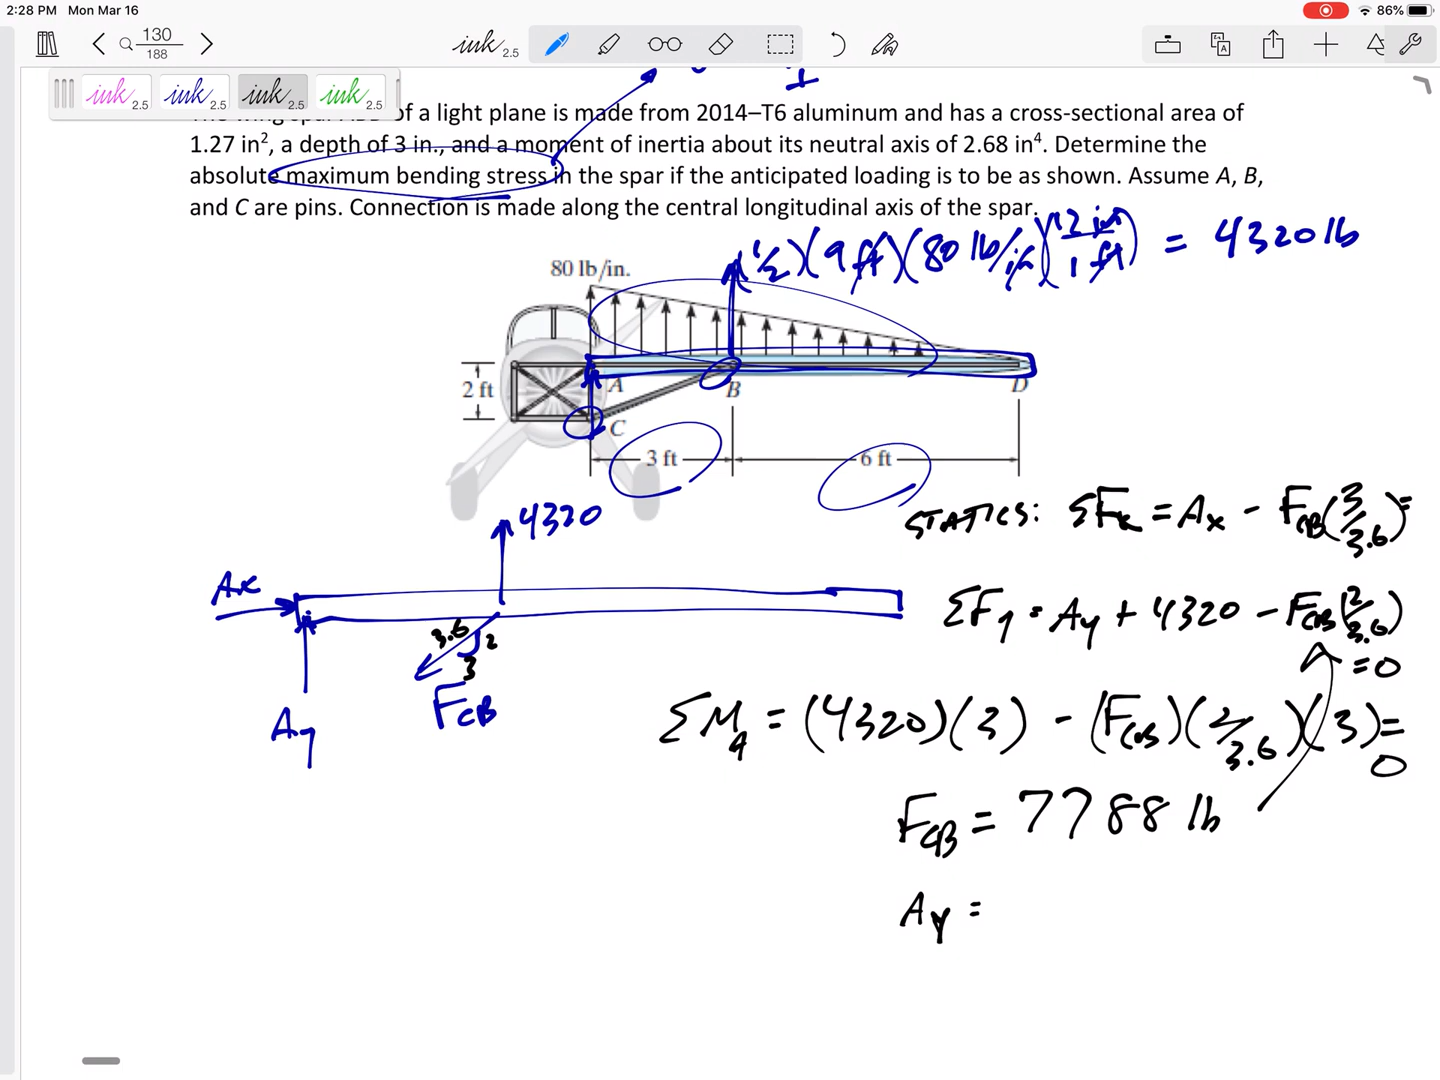 2:28 PM Mon Mar 16
86%
130
188
ink 2.5
ink 2.5 ink 2.5 ink 2.5 ink 2.5
of a light plane is made from 2014–T6 aluminum and has a cross-sectional area of
1.27 in², a depth of 3 in., and a moment of inertia about its neutral axis of 2.68 in⁴. Determine the
absolute maximum bending stress in the spar if the anticipated loading is to be as shown. Assume A, B,
and C are pins. Connection is made along the central longitudinal axis of the spar.
(1/2)(9 ft)(80 lb/in)(12 in/1 ft) = 4320 lb
80 lb/in.
2 ft
A
B
D
C
3 ft
6 ft
4320
STATICS: ΣFx = Ax - FCB(3/3.6) =
Ax
ΣFy = Ay + 4320 - FCB(2/3.6)
= 0
3.6
2
3
FCB
Ay
ΣMA = (4320)(3) - (FCB)(2/3.6)(3) =
0
FCB = 7788 lb
Ay =